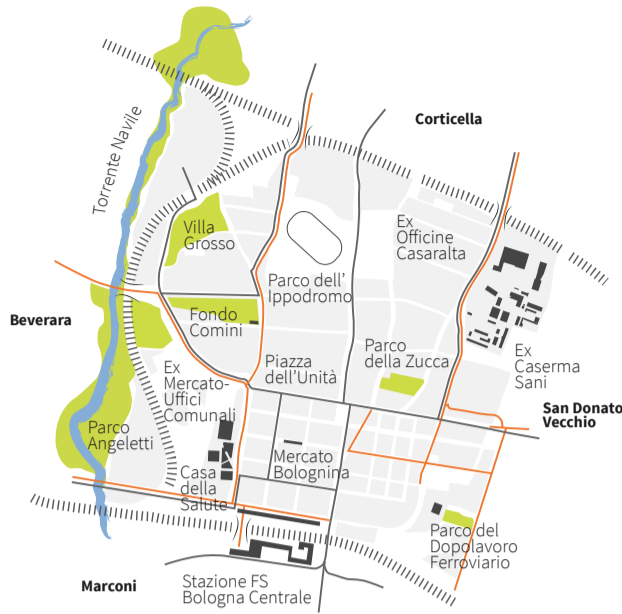 Corticella
Torrente Navile
Villa
Grosso
Ex
Officine
Casaralta
Parco dell'
Ippodromo
Beverara
Fondo
Comini
Parco
della Zucca
Ex
Caserma
Sani
Piazza
dell'Unità
Ex
Mercato-
Uffici
Comunali
San Donato
Vecchio
Parco
Angeletti
Mercato
Bolognina
Casa
della
Salute
Parco del
Dopolavoro
Ferroviario
Marconi
Stazione FS
Bologna Centrale